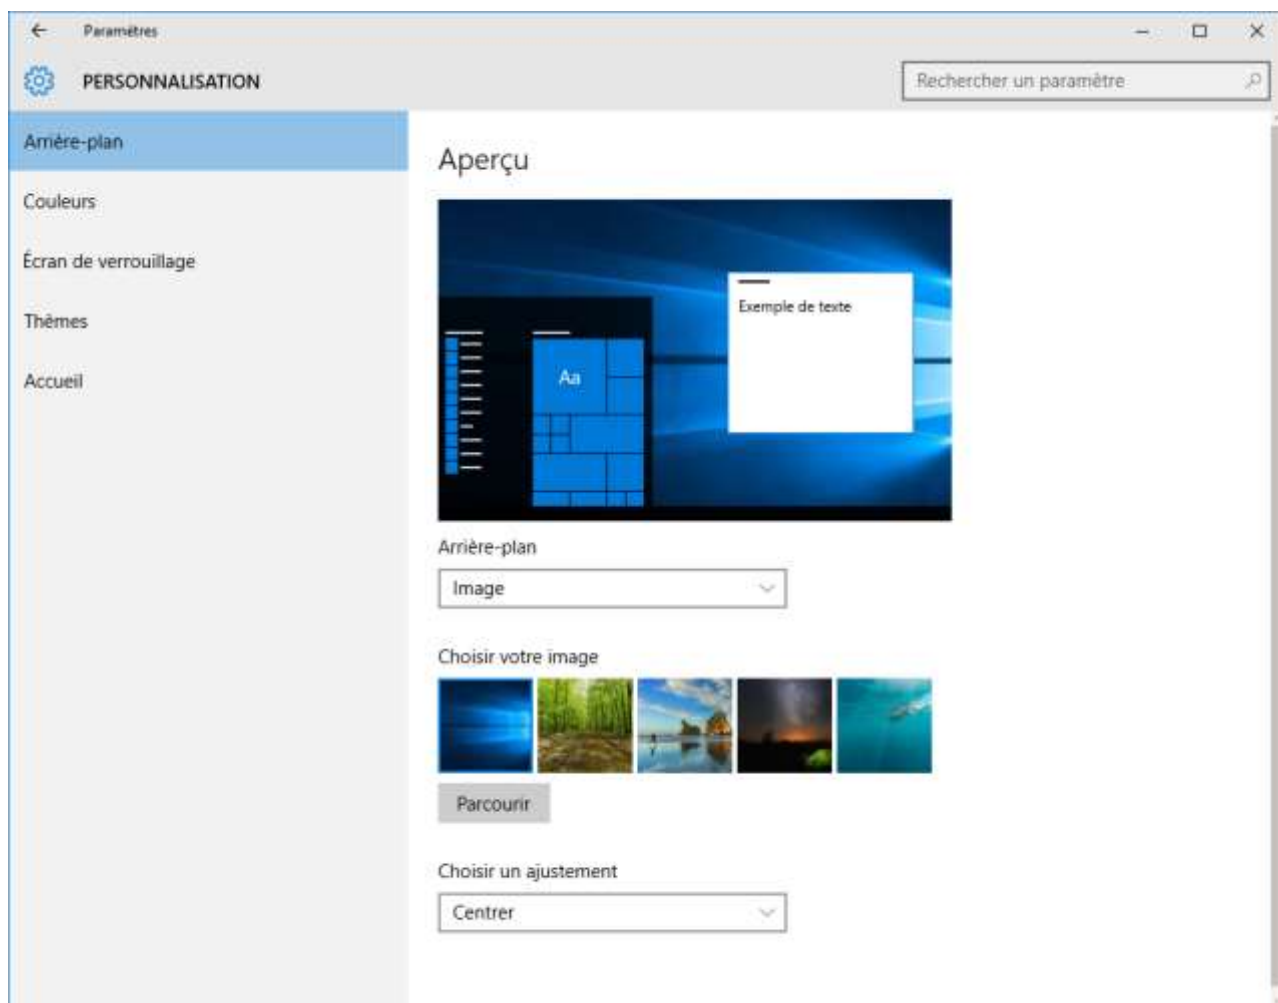 Paramètres
PERSONNALISATION
Rechercher un paramètre
Arrière-plan
Couleurs
Écran de verrouillage
Thèmes
Accueil
Aperçu
Exemple de texte
Aa
Arrière-plan
Image
Choisir votre image
Parcourir
Choisir un ajustement
Centrer